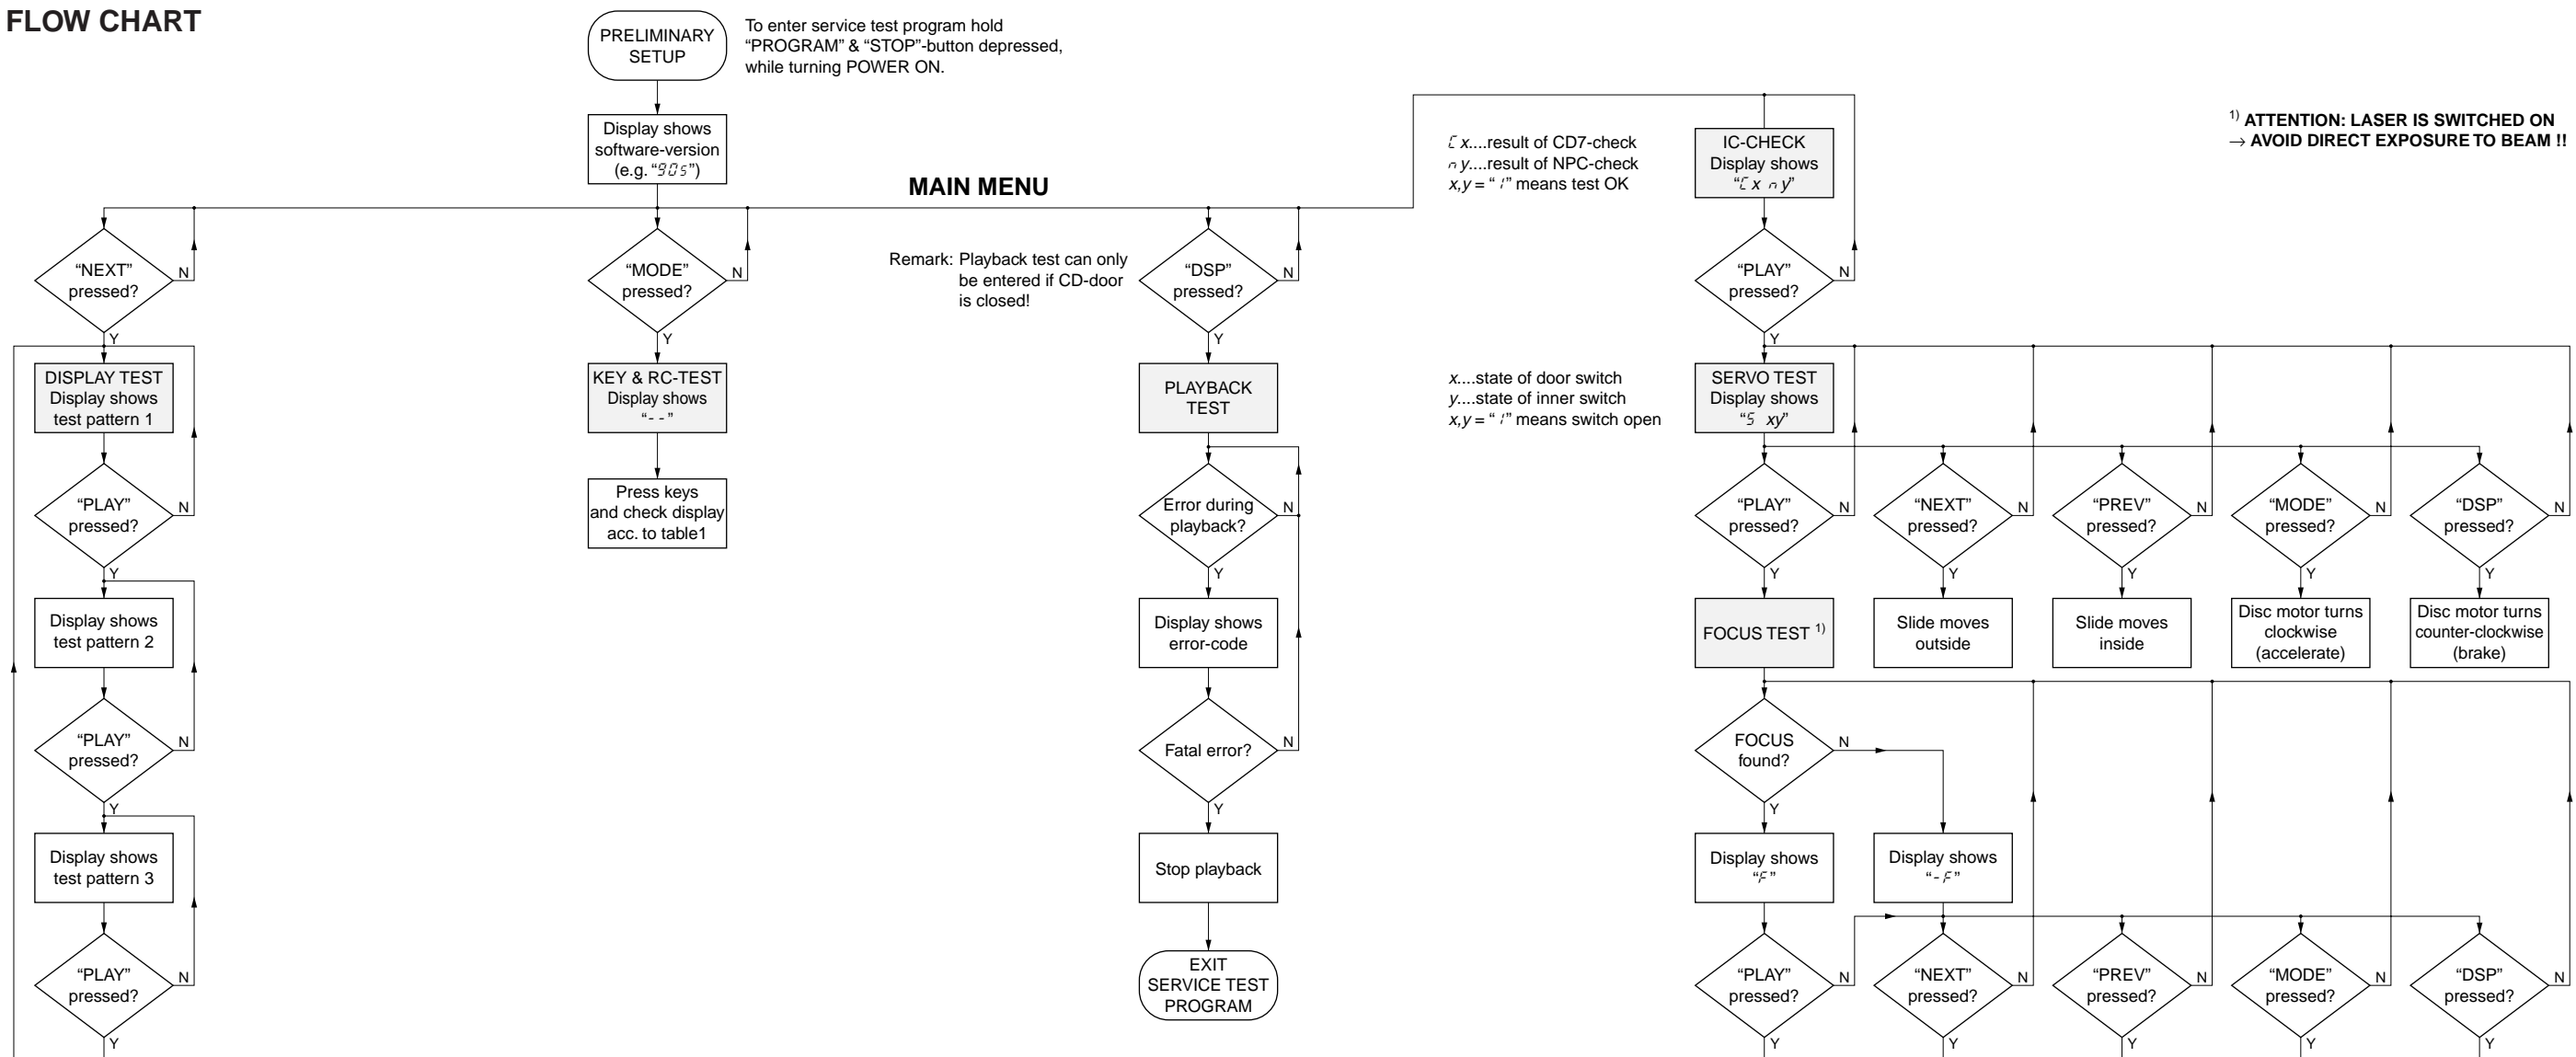 FLOW CHART
PRELIMINARY
SETUP
To enter service test program hold
“PROGRAM” & “STOP”-button depressed,
while turning POWER ON.
Display shows
software-version
(e.g. “90s”)
MAIN MENU
C x....result of CD7-check
n y....result of NPC-check
x,y = “1” means test OK
IC-CHECK
Display shows
“C x n y”
1) ATTENTION: LASER IS SWITCHED ON
→ AVOID DIRECT EXPOSURE TO BEAM !!
“NEXT”
pressed?
N
Y
“MODE”
pressed?
N
Y
Remark: Playback test can only
be entered if CD-door
is closed!
“DSP”
pressed?
N
Y
“PLAY”
pressed?
N
Y
DISPLAY TEST
Display shows
test pattern 1
KEY & RC-TEST
Display shows
“- -”
PLAYBACK
TEST
x....state of door switch
y....state of inner switch
x,y = “1” means switch open
SERVO TEST
Display shows
“S xy”
“PLAY”
pressed?
N
Y
Press keys
and check display
acc. to table1
Error during
playback?
N
Y
“PLAY”
pressed?
N
Y
“NEXT”
pressed?
N
Y
“PREV”
pressed?
N
Y
“MODE”
pressed?
N
Y
“DSP”
pressed?
N
Y
Display shows
test pattern 2
Display shows
error-code
FOCUS TEST 1)
Slide moves
outside
Slide moves
inside
Disc motor turns
clockwise
(accelerate)
Disc motor turns
counter-clockwise
(brake)
“PLAY”
pressed?
N
Y
Fatal error?
N
Y
FOCUS
found?
N
Y
Display shows
test pattern 3
Stop playback
Display shows
“F”
Display shows
“-F”
“PLAY”
pressed?
N
Y
EXIT
SERVICE TEST
PROGRAM
“PLAY”
pressed?
N
Y
“NEXT”
pressed?
N
Y
“PREV”
pressed?
N
Y
“MODE”
pressed?
N
Y
“DSP”
pressed?
N
Y